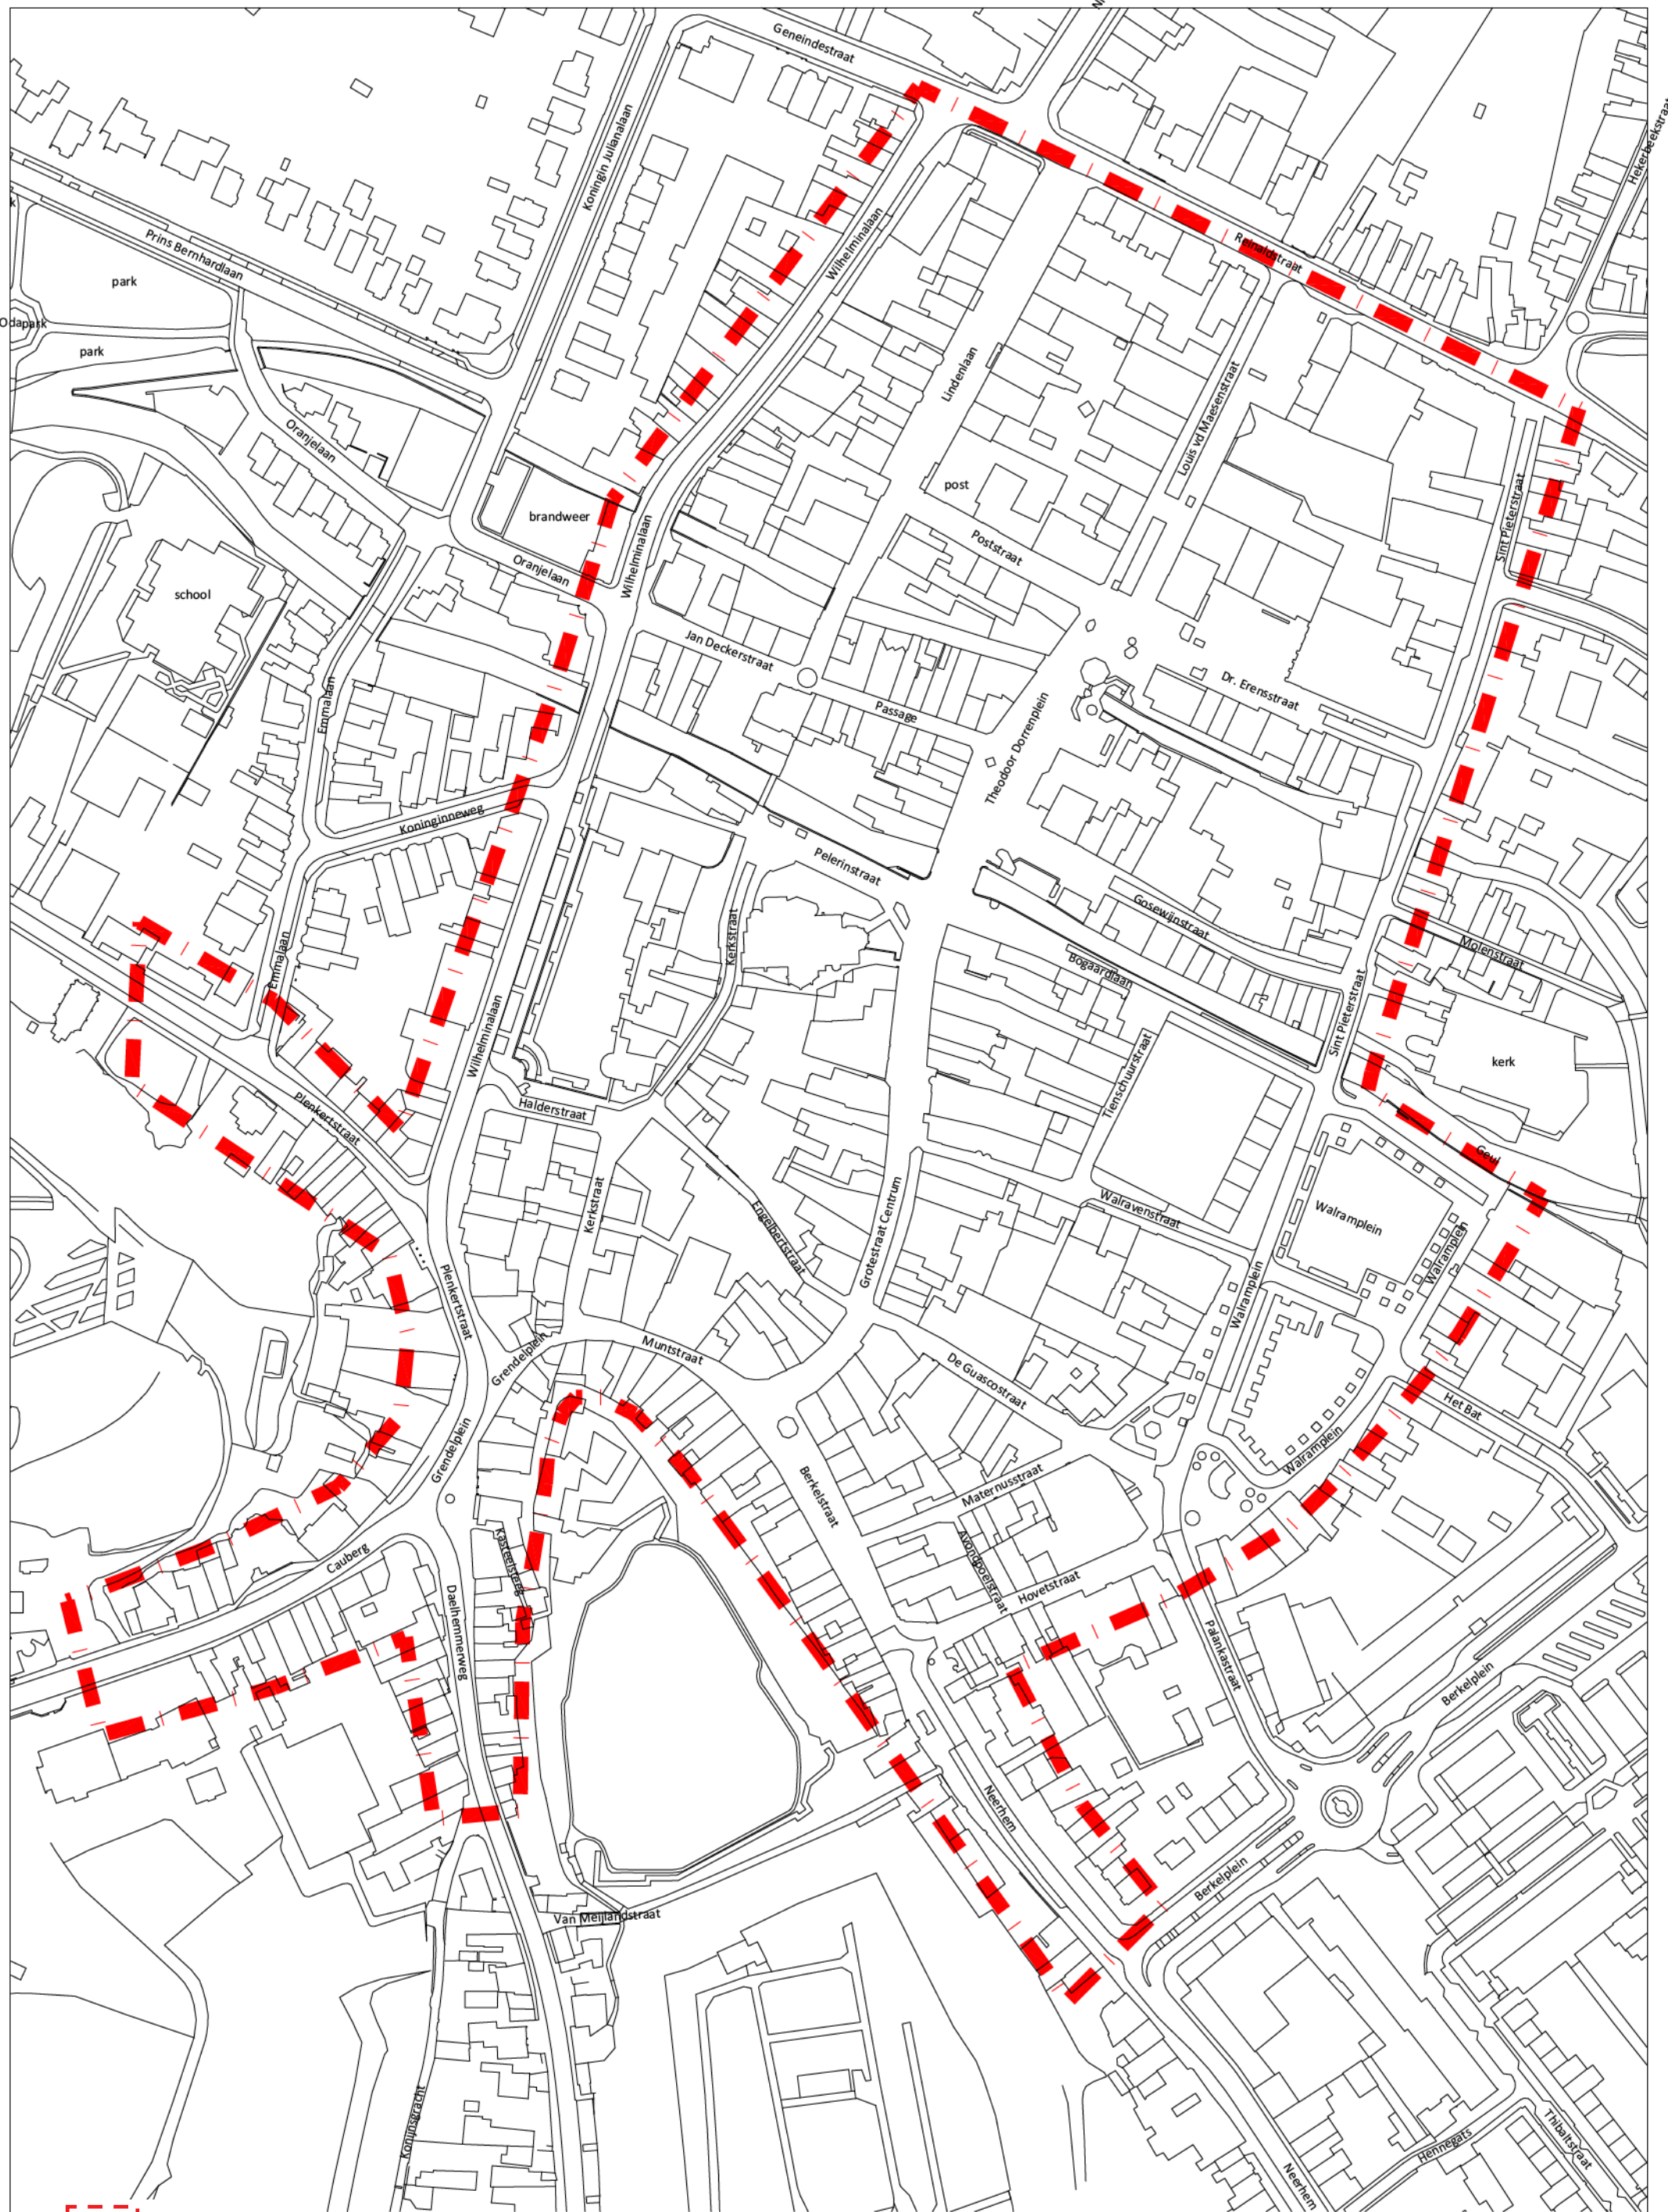 Geneindestraat
Koningin Julianalaan
Hekerbeekstraat
Prins Bernhardlaan
park
Wilhelminalaan
Reinaldstraat
Odapark
park
Lindenlaan
Louis vd Maesenstraat
Oranjelaan
post
brandweer
Sint Pieterstraat
Poststraat
Oranjelaan
Wilhelminalaan
school
Jan Deckerstraat
Emmalaan
Passage
Dr. Erensstraat
Theodoor Dorrenplein
Koninginneweg
Pelerinstraat
Gosewijnstraat
Kerkstraat
Emmalaan
Bogaardlaan
Molenstraat
Sint Pieterstraat
Wilhelminalaan
kerk
Tienschuurstraat
Plenkertstraat
Halderstraat
Geul
Kerkstraat
Engelbertstraat
Grotestraat Centrum
Walravenstraat
Walramplein
Walramplein
Plenkertstraat
Walramplein
Grendelplein
Muntstraat
De Guascostraat
Het Bat
Grendelplein
Walramplein
Berkelstraat
Maternusstraat
Cauberg
Kasteelsteeg
Avondpoelstraat
Hovetstraat
Daelhemmerweg
Palankastraat
Berkelplein
Neerhem
Berkelplein
Van Meijlandstraat
Konijnsgracht
Hennegats
Thibaltstraat
Neerhem